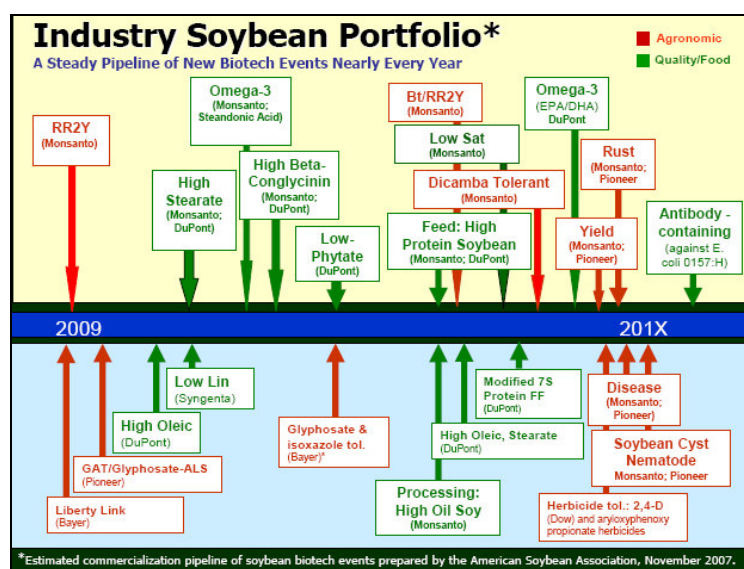 Industry Soybean Portfolio*
A Steady Pipeline of New Biotech Events Nearly Every Year
Agronomic
Quality/Food
RR2Y
(Monsanto)
Omega-3
(Monsanto;
Steandonic Acid)
High
Stearate
(Monsanto;
DuPont)
High Beta-
Conglycinin
(Monsanto;
DuPont)
Low-
Phytate
(DuPont)
Bt/RR2Y
(Monsanto)
Low Sat
(Monsanto)
Dicamba Tolerant
(Monsanto)
Feed: High
Protein Soybean
(Monsanto; DuPont)
Omega-3
(EPA/DHA)
DuPont
Rust
(Monsanto;
Pioneer
Yield
(Monsanto;
Pioneer)
Antibody -
containing
(against E.
coli 0157:H)
2009
201X
Low Lin
(Syngenta)
High Oleic
(DuPont)
GAT/Glyphosate-ALS
(Pioneer)
Liberty Link
(Bayer)
Glyphosate &
isoxazole tol.
(Bayer)*
Modified 7S
Protein FF
(DuPont)
High Oleic, Stearate
(DuPont)
Processing:
High Oil Soy
(Monsanto)
Disease
(Monsanto;
Pioneer)
Soybean Cyst
Nematode
Monsanto; Pioneer
Herbicide tol.: 2,4-D
(Dow) and aryloxyphenoxy
propionate herbicides
*Estimated commercialization pipeline of soybean biotech events prepared by the American Soybean Association, November 2007.